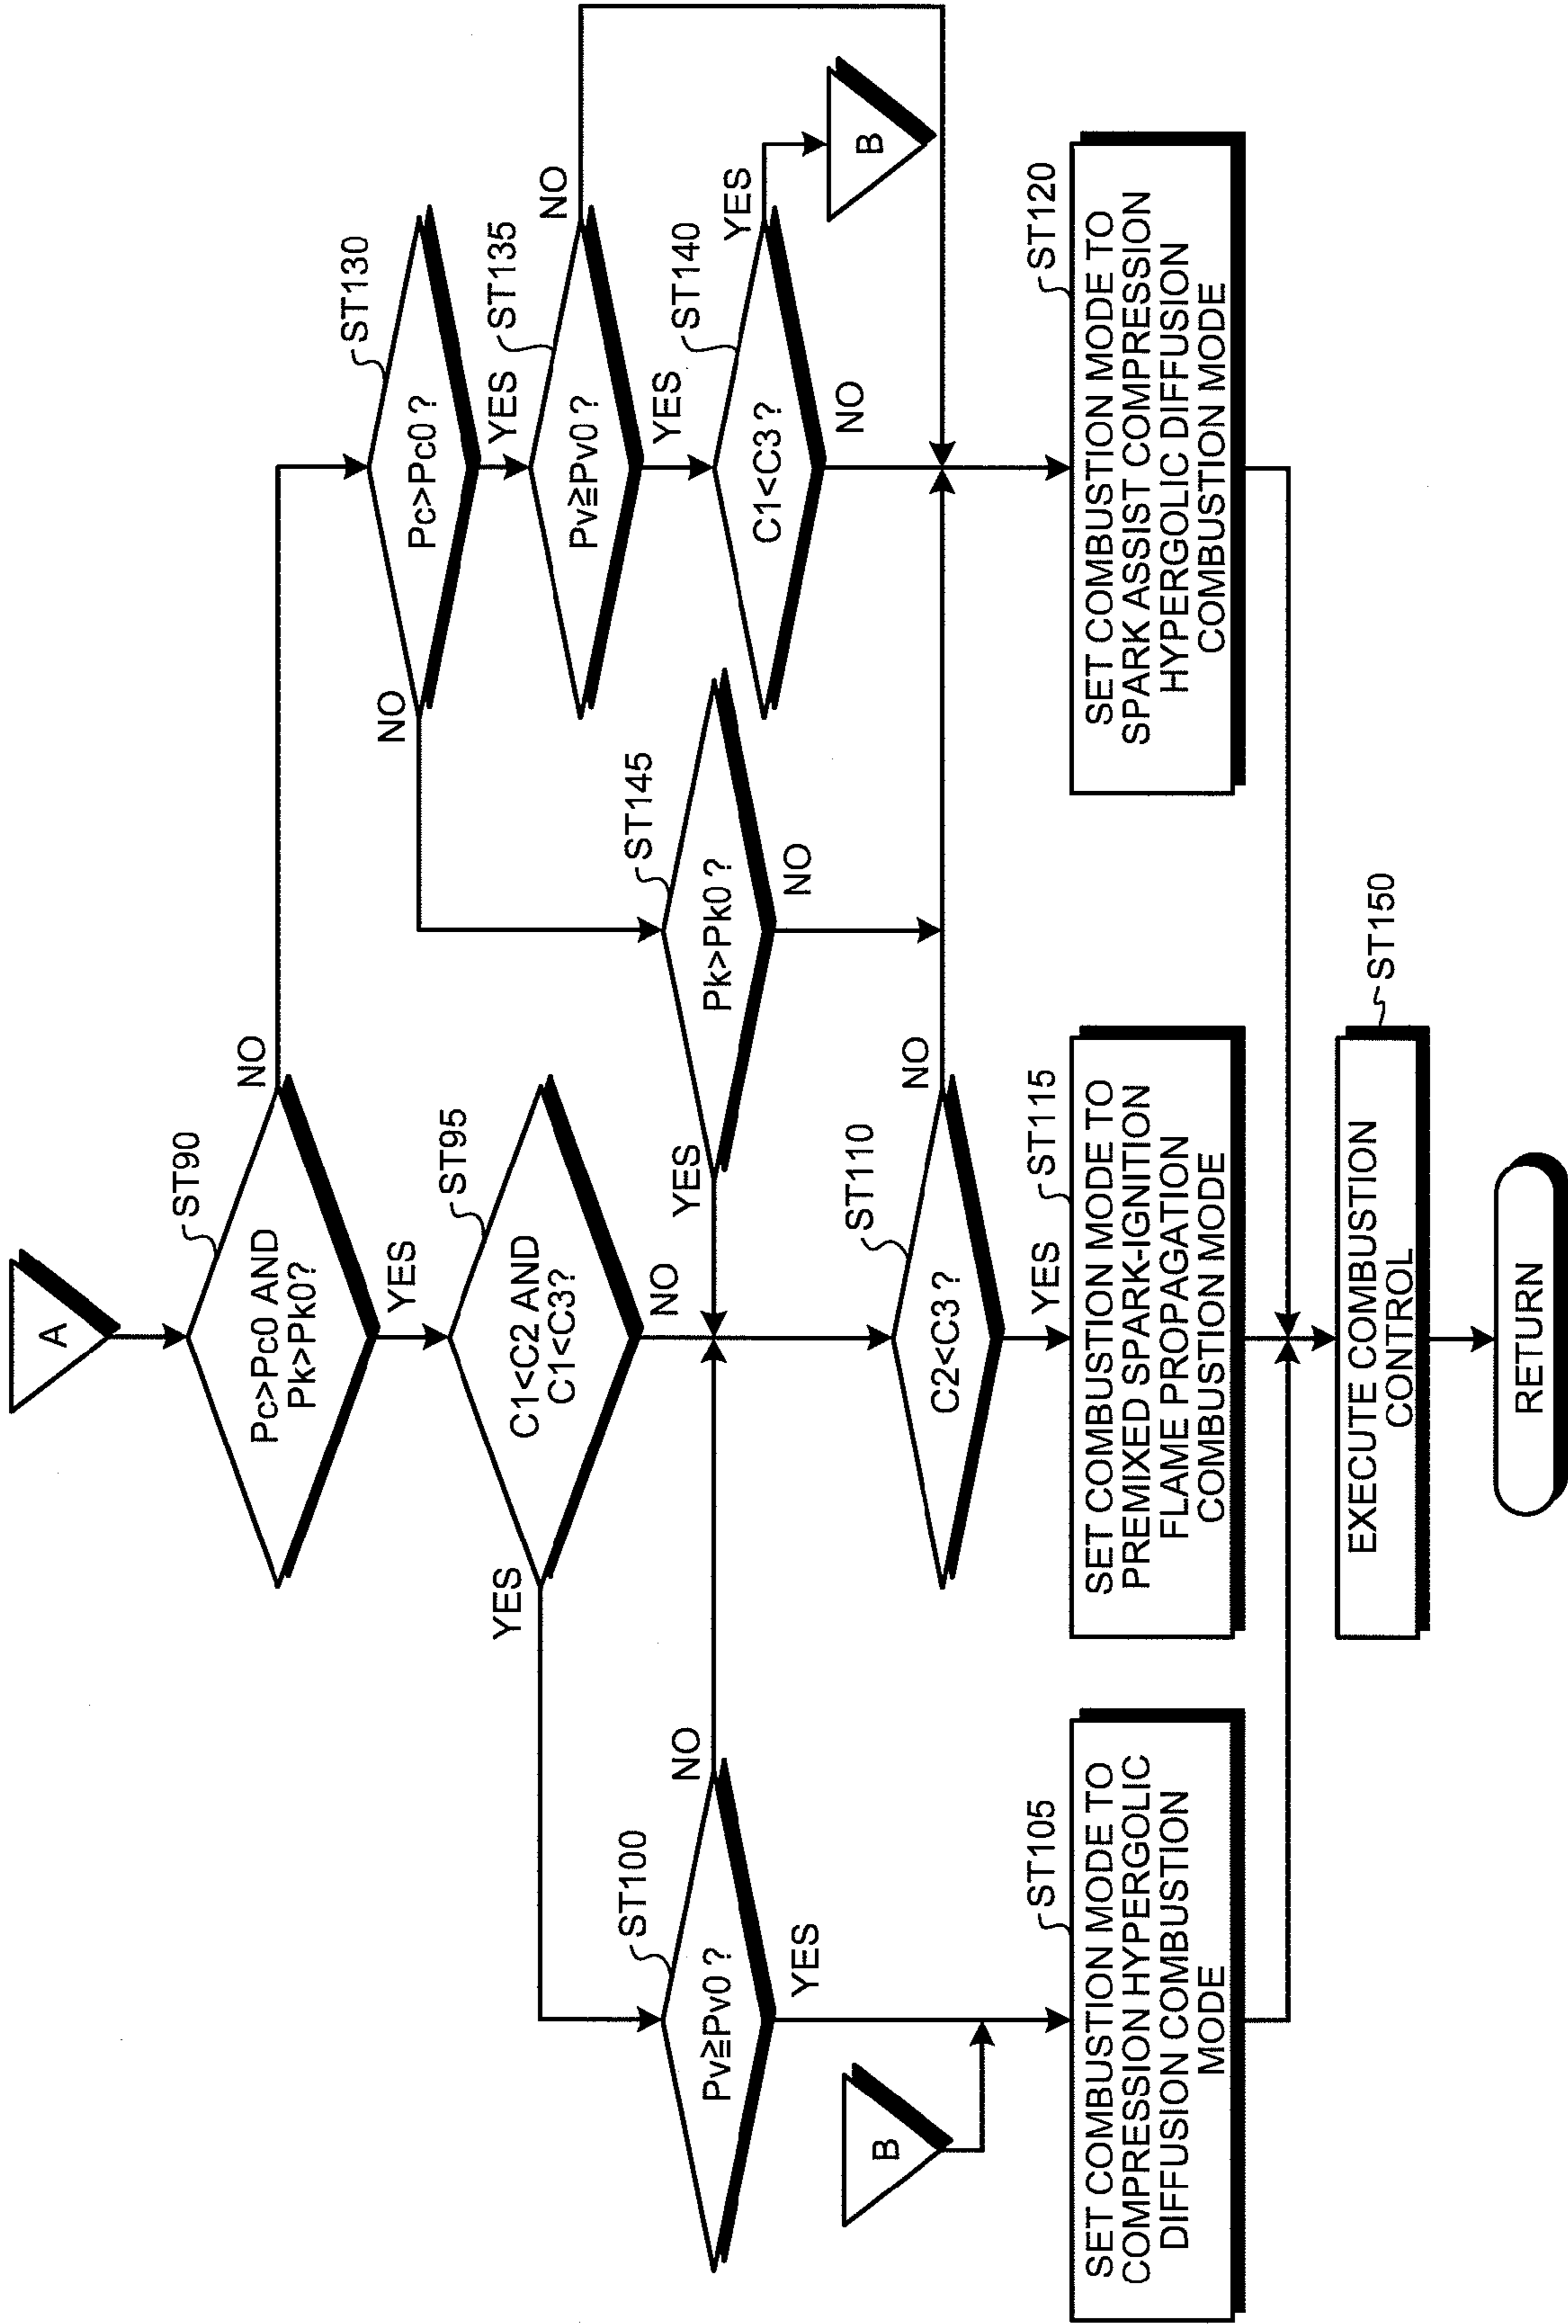 A
ST90
Pc>Pc0 AND
Pk>Pk0?
NO
YES
ST95
C1<C2 AND
C1<C3?
YES
NO
ST130
Pc>Pc0 ?
NO
YES
ST135
Pv≧Pv0 ?
NO
YES
ST140
C1<C3 ?
YES
NO
B
ST145
Pk>Pk0 ?
YES
NO
ST100
Pv≧Pv0 ?
NO
YES
B
ST110
C2<C3 ?
NO
YES
ST105
SET COMBUSTION MODE TO
COMPRESSION HYPERGOLIC
DIFFUSION COMBUSTION
MODE
ST115
SET COMBUSTION MODE TO
PREMIXED SPARK-IGNITION
FLAME PROPAGATION
COMBUSTION MODE
ST120
SET COMBUSTION MODE TO
SPARK ASSIST COMPRESSION
HYPERGOLIC DIFFUSION
COMBUSTION MODE
ST150
EXECUTE COMBUSTION
CONTROL
RETURN